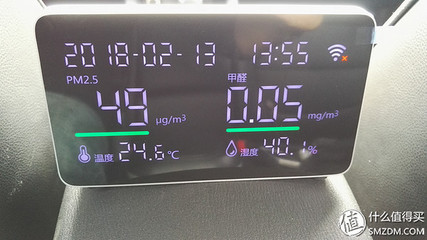 2018-02-13 13:55
PM2.5 甲醛
49 μg/m³ 0.05 mg/m³
温度 24.6 ℃ 湿度 40.1 %
值 什么值得买
SMZDM.COM